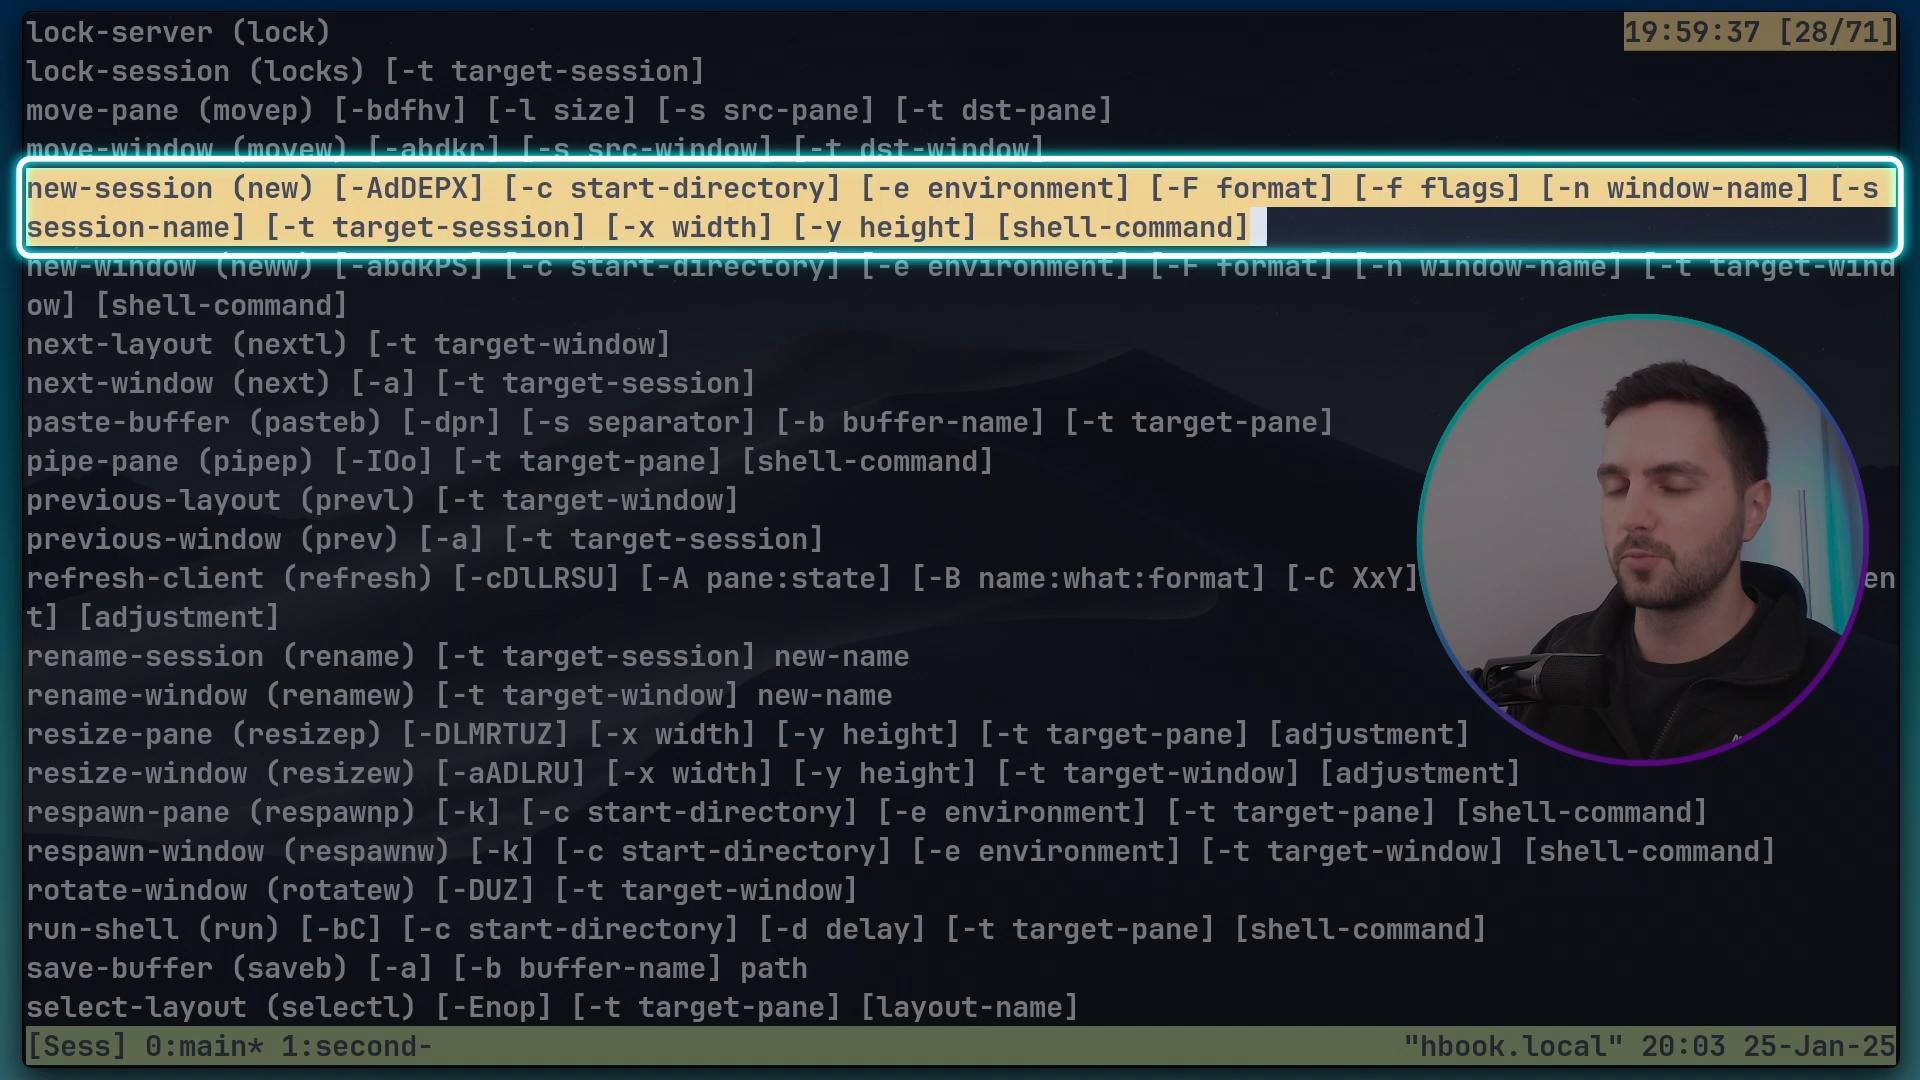 lock-server (lock)
19:59:37 [28/71]
lock-session (locks) [-t target-session]
move-pane (movep) [-bdfhv] [-l size] [-s src-pane] [-t dst-pane]
move-window (movew) [-abdkr] [-s src-window] [-t dst-window]
new-session (new) [-AdDEPX] [-c start-directory] [-e environment] [-F format] [-f flags] [-n window-name] [-s
session-name] [-t target-session] [-x width] [-y height] [shell-command]
new-window (neww) [-abdkPS] [-c start-directory] [-e environment] [-F format] [-n window-name] [-t target-wind
ow] [shell-command]
next-layout (nextl) [-t target-window]
next-window (next) [-a] [-t target-session]
paste-buffer (pasteb) [-dpr] [-s separator] [-b buffer-name] [-t target-pane]
pipe-pane (pipep) [-IOo] [-t target-pane] [shell-command]
previous-layout (prevl) [-t target-window]
previous-window (prev) [-a] [-t target-session]
refresh-client (refresh) [-cDlLRSU] [-A pane:state] [-B name:what:format] [-C XxY] en
t] [adjustment]
rename-session (rename) [-t target-session] new-name
rename-window (renamew) [-t target-window] new-name
resize-pane (resizep) [-DLMRTUZ] [-x width] [-y height] [-t target-pane] [adjustment]
resize-window (resizew) [-aADLRU] [-x width] [-y height] [-t target-window] [adjustment]
respawn-pane (respawnp) [-k] [-c start-directory] [-e environment] [-t target-pane] [shell-command]
respawn-window (respawnw) [-k] [-c start-directory] [-e environment] [-t target-window] [shell-command]
rotate-window (rotatew) [-DUZ] [-t target-window]
run-shell (run) [-bC] [-c start-directory] [-d delay] [-t target-pane] [shell-command]
save-buffer (saveb) [-a] [-b buffer-name] path
select-layout (selectl) [-Enop] [-t target-pane] [layout-name]
[Sess] 0:main* 1:second-
"hbook.local" 20:03 25-Jan-25